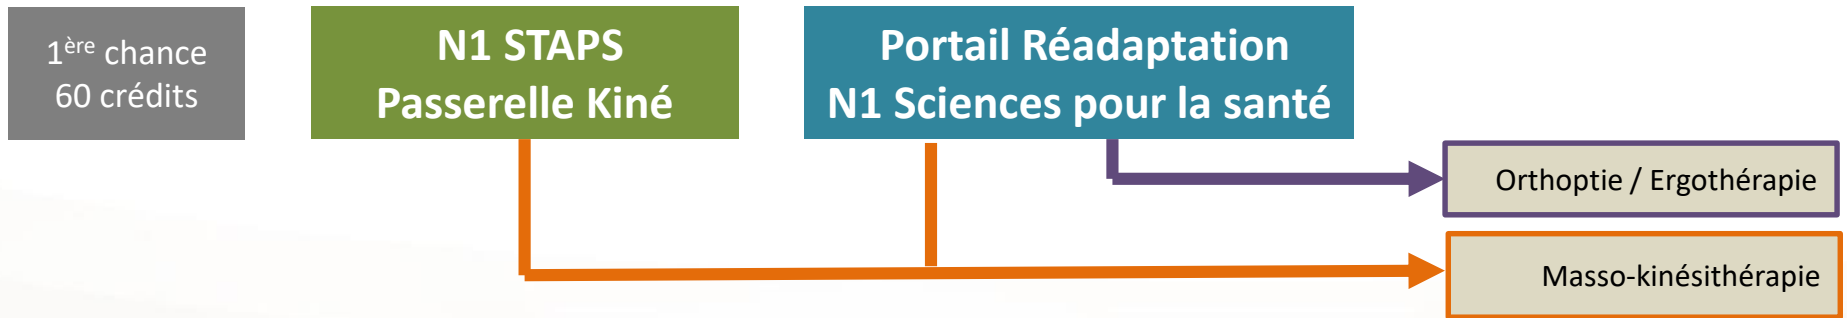 1ère chance
60 crédits
N1 STAPS
Passerelle Kiné
Portail Réadaptation
N1 Sciences pour la santé
Orthoptie / Ergothérapie
Masso-kinésithérapie